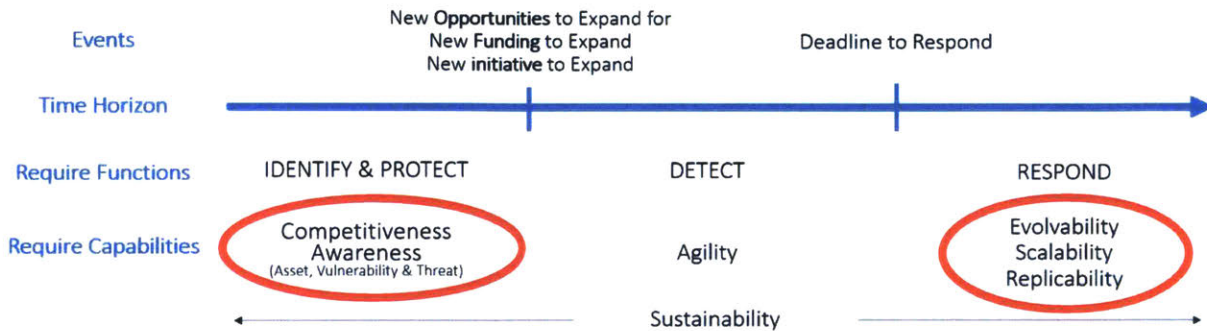 New Opportunities to Expand for
Events
New Funding to Expand
Deadline to Respond
New initiative to Expand
Time Horizon
Require Functions
IDENTIFY & PROTECT
DETECT
RESPOND
Require Capabilities
Competitiveness
Awareness
(Asset, Vulnerability & Threat)
Agility
Evolvability
Scalability
Replicability
Sustainability